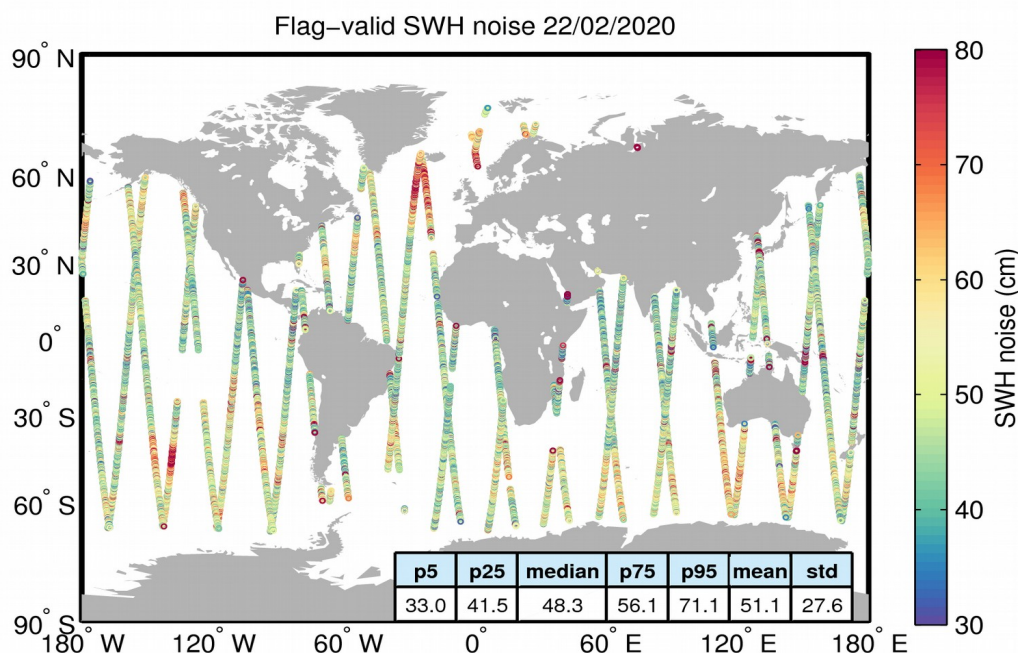 Flag−valid SWH noise 22/02/2020
90° N
60° N
30° N
0°
30° S
60° S
90° S
180° W
120° W
60° W
0°
60° E
120° E
180° E
80
70
60
50
40
30
SWH noise (cm)
p5 p25 median p75 p95 mean std
33.0 41.5 48.3 56.1 71.1 51.1 27.6